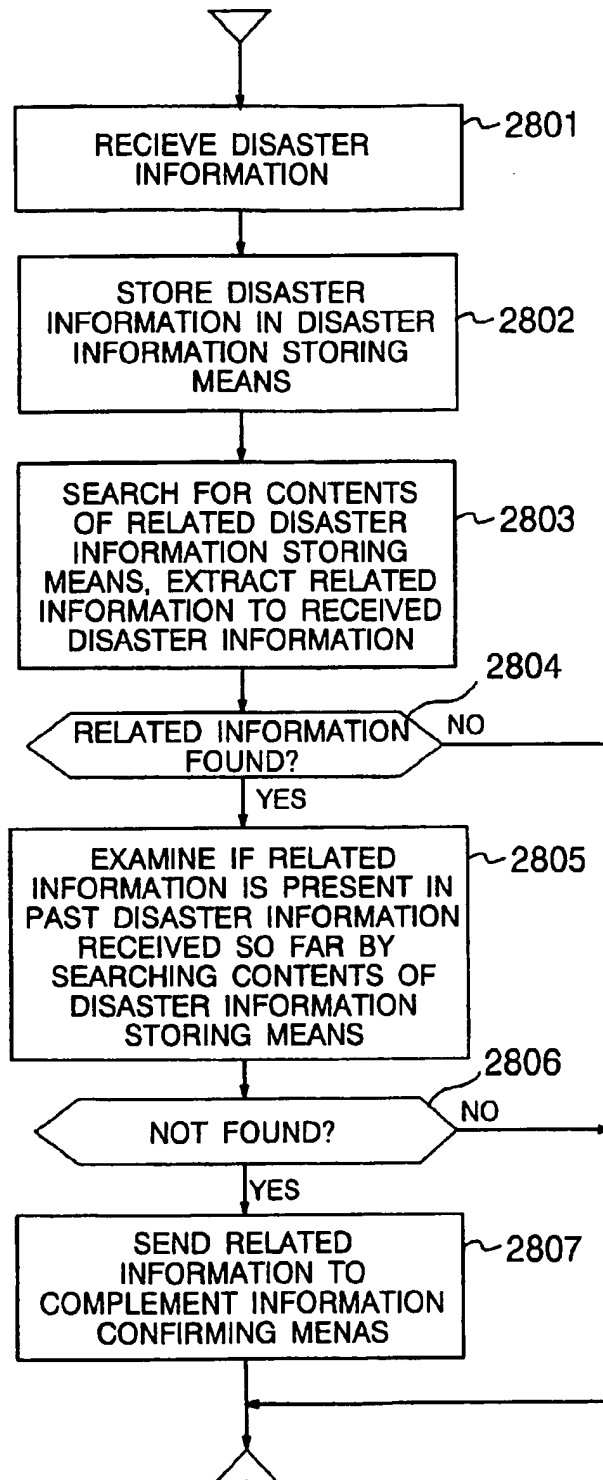 RECIEVE DISASTER
INFORMATION
2801
STORE DISASTER
INFORMATION IN DISASTER
INFORMATION STORING
MEANS
2802
SEARCH FOR CONTENTS
OF RELATED DISASTER
INFORMATION STORING
MEANS, EXTRACT RELATED
INFORMATION TO RECEIVED
DISASTER INFORMATION
2803
2804
RELATED INFORMATION
FOUND?
NO
YES
EXAMINE IF RELATED
INFORMATION IS PRESENT IN
PAST DISASTER INFORMATION
RECEIVED SO FAR BY
SEARCHING CONTENTS OF
DISASTER INFORMATION
STORING MEANS
2805
2806
NOT FOUND?
NO
YES
SEND RELATED
INFORMATION TO
COMPLEMENT INFORMATION
CONFIRMING MENAS
2807